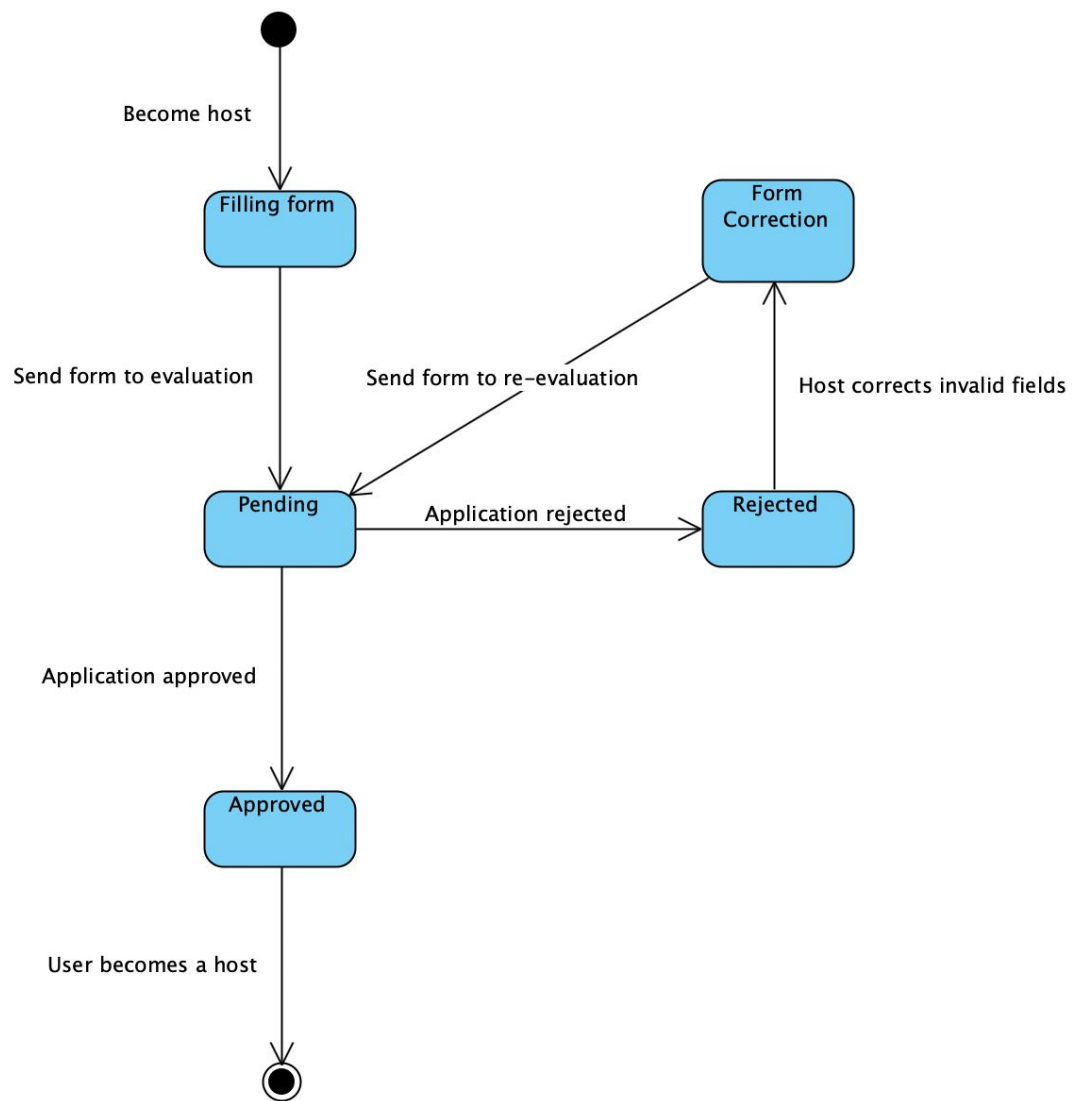 Become host
Filling form
Form
Correction
Send form to evaluation
Send form to re-evaluation
Host corrects invalid fields
Pending
Application rejected
Rejected
Application approved
Approved
User becomes a host